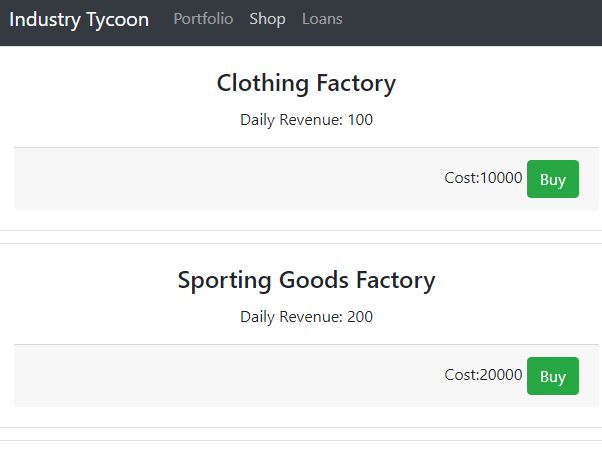 Industry Tycoon Portfolio Shop Loans
Clothing Factory
Daily Revenue: 100
Cost:10000 Buy
Sporting Goods Factory
Daily Revenue: 200
Cost:20000 Buy